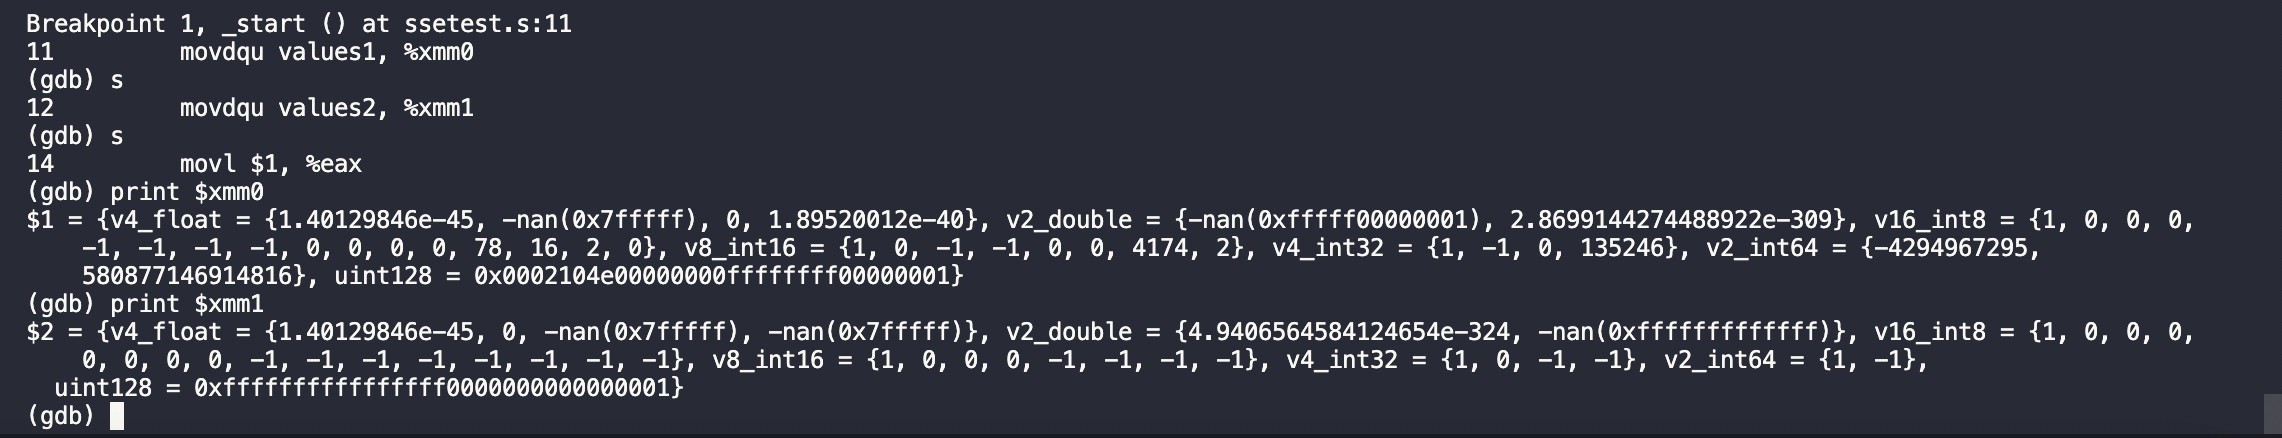 Breakpoint 1, _start () at ssetest.s:11
11 movdqu values1, %xmm0
(gdb) s
12 movdqu values2, %xmm1
(gdb) s
14 movl $1, %eax
(gdb) print $xmm0
$1 = {v4_float = {1.40129846e-45, -nan(0x7fffff), 0, 1.89520012e-40}, v2_double = {-nan(0xfffff00000001), 2.8699144274488922e-309}, v16_int8 = {1, 0, 0, 0,
-1, -1, -1, -1, 0, 0, 0, 0, 78, 16, 2, 0}, v8_int16 = {1, 0, -1, -1, 0, 0, 4174, 2}, v4_int32 = {1, -1, 0, 135246}, v2_int64 = {-4294967295,
580877146914816}, uint128 = 0x0002104e00000000ffffffff00000001}
(gdb) print $xmm1
$2 = {v4_float = {1.40129846e-45, 0, -nan(0x7fffff), -nan(0x7fffff)}, v2_double = {4.9406564584124654e-324, -nan(0xfffffffffffff)}, v16_int8 = {1, 0, 0, 0,
0, 0, 0, 0, -1, -1, -1, -1, -1, -1, -1, -1}, v8_int16 = {1, 0, 0, 0, -1, -1, -1, -1}, v4_int32 = {1, 0, -1, -1}, v2_int64 = {1, -1},
uint128 = 0xffffffffffffffff0000000000000001}
(gdb)